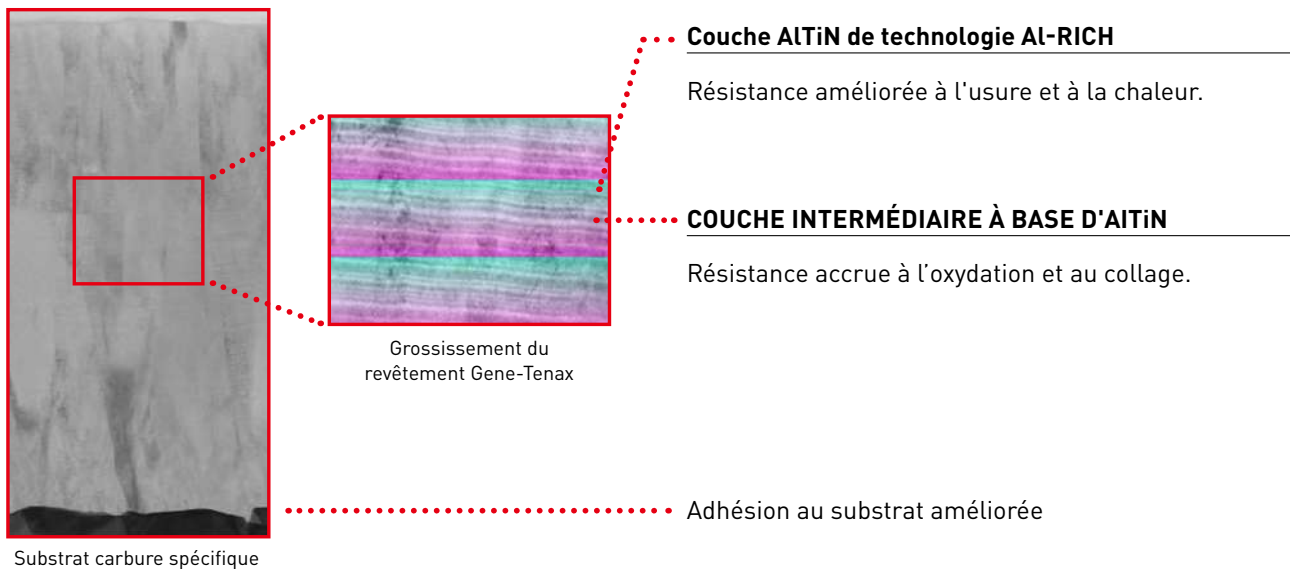 Couche AlTiN de technologie Al-RICH
Résistance améliorée à l'usure et à la chaleur.
COUCHE INTERMÉDIAIRE À BASE D'AlTiN
Résistance accrue à l’oxydation et au collage.
Grossissement du
revêtement Gene-Tenax
Adhésion au substrat améliorée
Substrat carbure spécifique